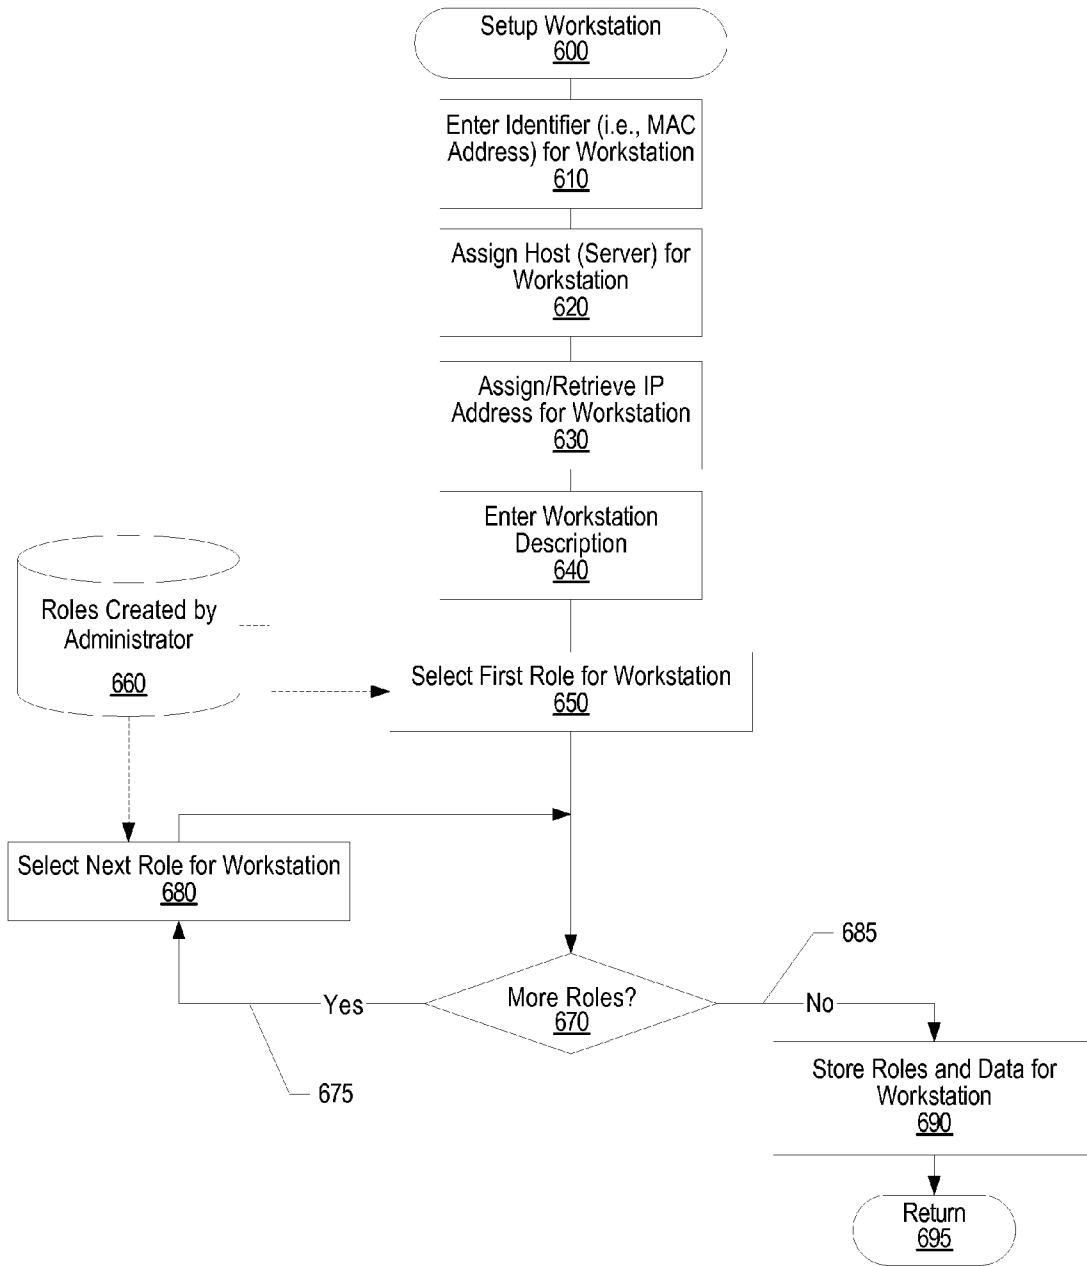 Setup Workstation
600
Enter Identifier (i.e., MAC
Address) for Workstation
610
Assign Host (Server) for
Workstation
620
Assign/Retrieve IP
Address for Workstation
630
Enter Workstation
Description
640
Roles Created by
Administrator
660
Select First Role for Workstation
650
Select Next Role for Workstation
680
685
More Roles?
670
Yes
No
675
Store Roles and Data for
Workstation
690
Return
695